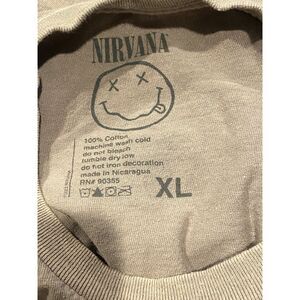 NIRVANA
100% Cotton
machine wash cold
do not bleach
tumble dry low
do not iron decoration
made in Nicaragua
RN# 90355
XL